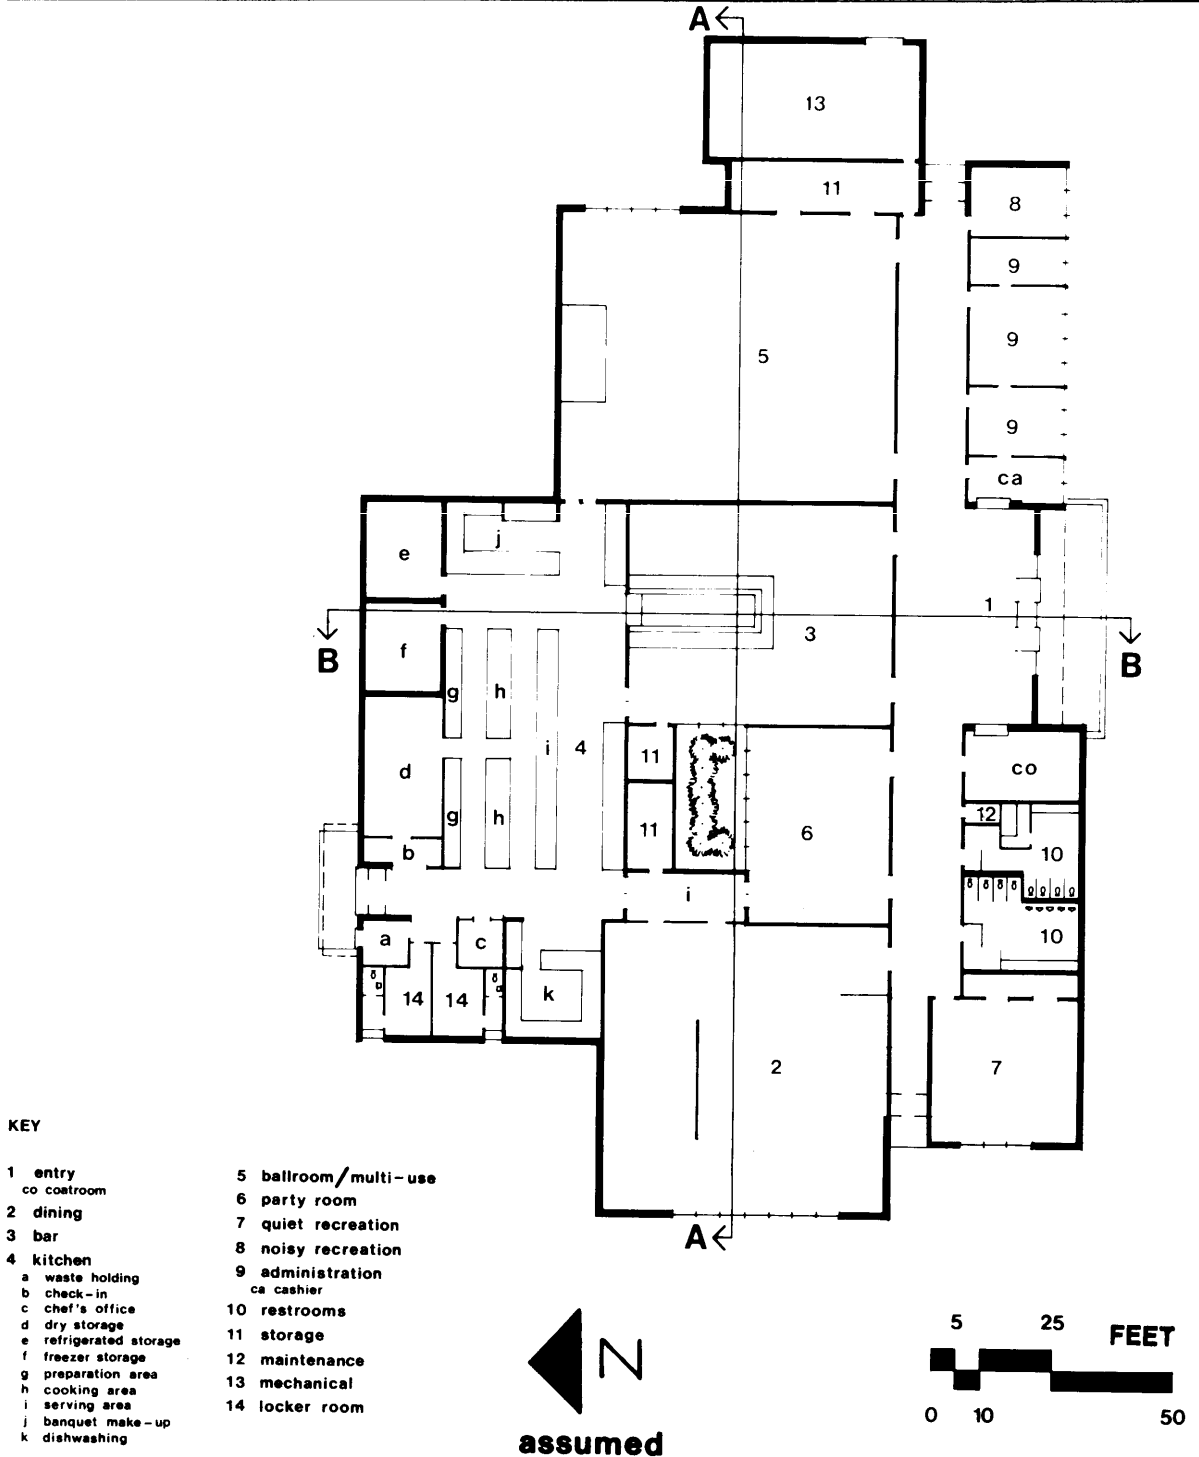 A
13
11
8
9
5
9
9
ca
j
e
1
3
B
B
f
g
h
i
4
11
co
d
g
h
12
11
6
b
10
i
10
a
c
k
14
14
2
7
A
KEY
1 entry
co coatroom
2 dining
3 bar
4 kitchen
a waste holding
b check-in
c chef's office
d dry storage
e refrigerated storage
f freezer storage
g preparation area
h cooking area
i serving area
j banquet make-up
k dishwashing
5 ballroom/multi-use
6 party room
7 quiet recreation
8 noisy recreation
9 administration
ca cashier
10 restrooms
11 storage
12 maintenance
13 mechanical
14 locker room
N
assumed
5 25 FEET
0 10 50